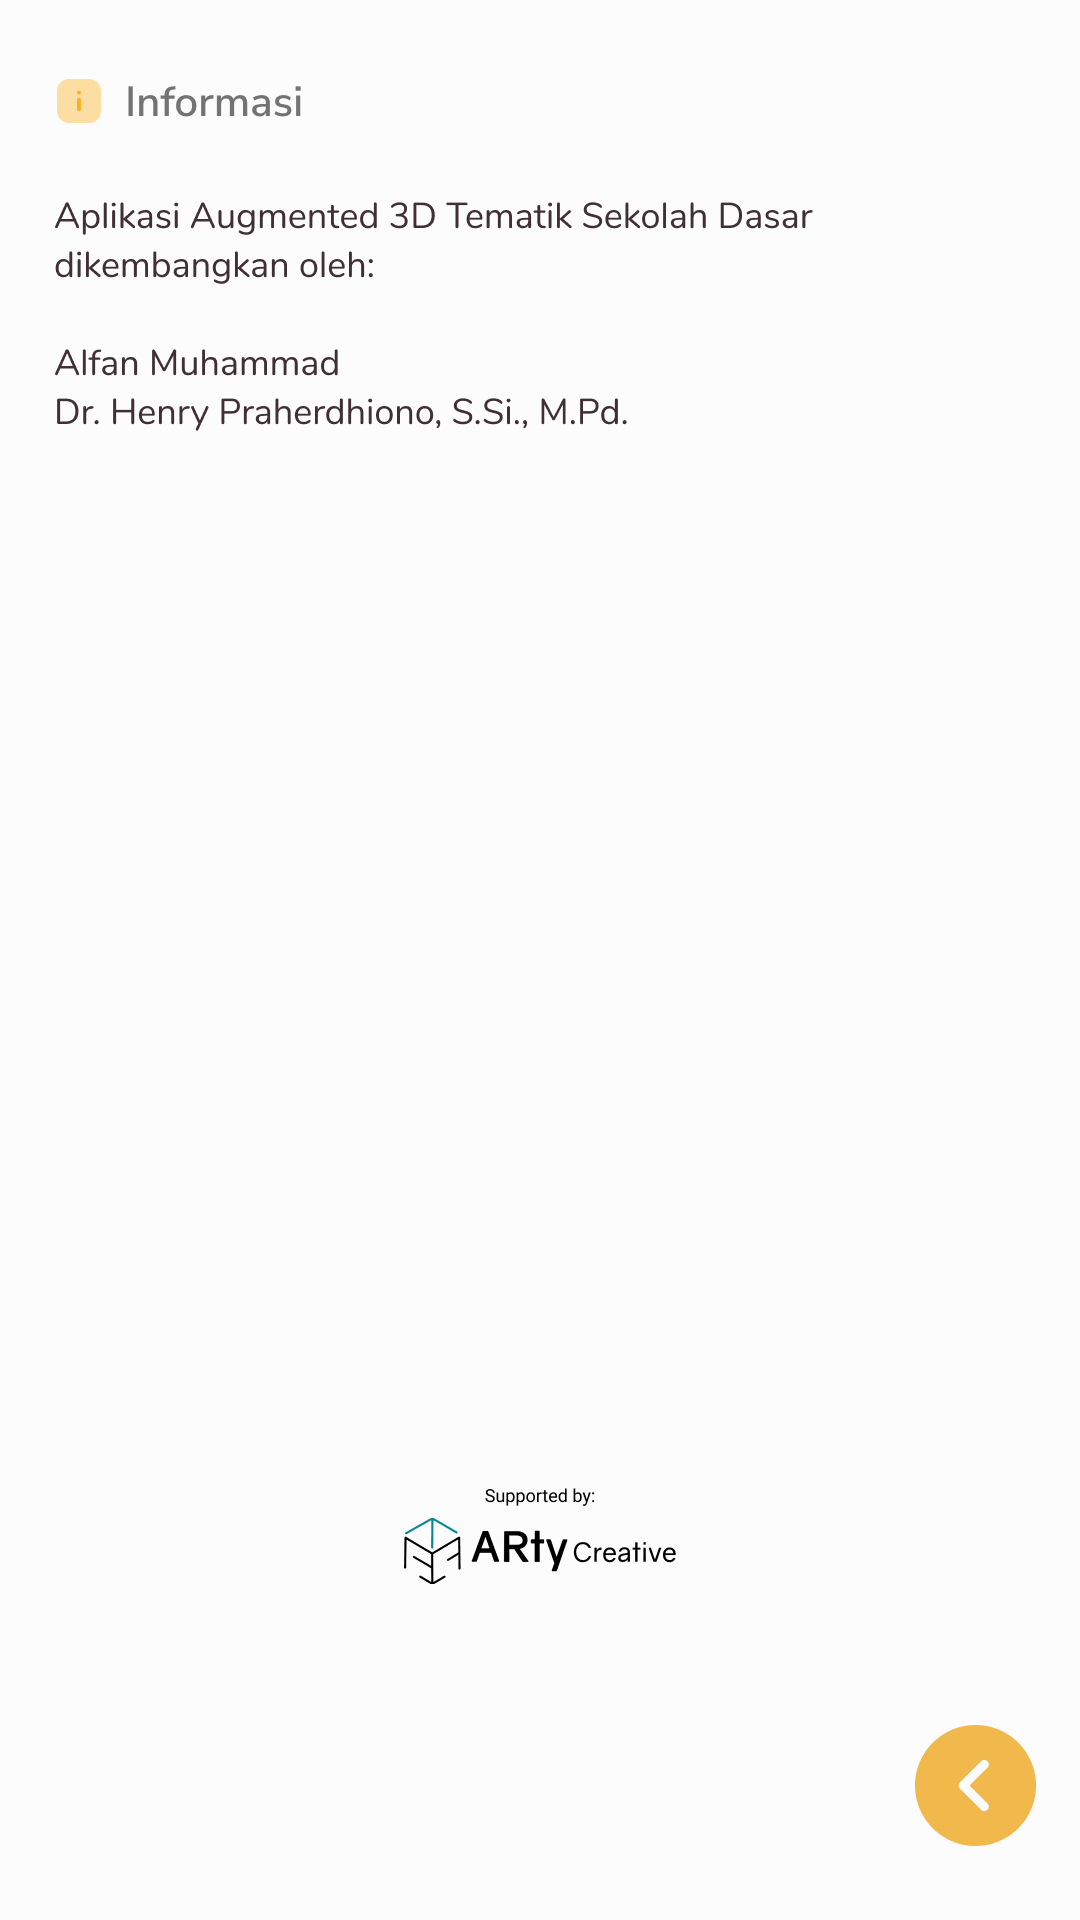 Informasi
Aplikasi Augmented 3D Tematik Sekolah Dasar
dikembangkan oleh:
Alfan Muhammad
Dr. Henry Praherdhiono, S.Si., M.Pd.
Supported by:
ARty Creative